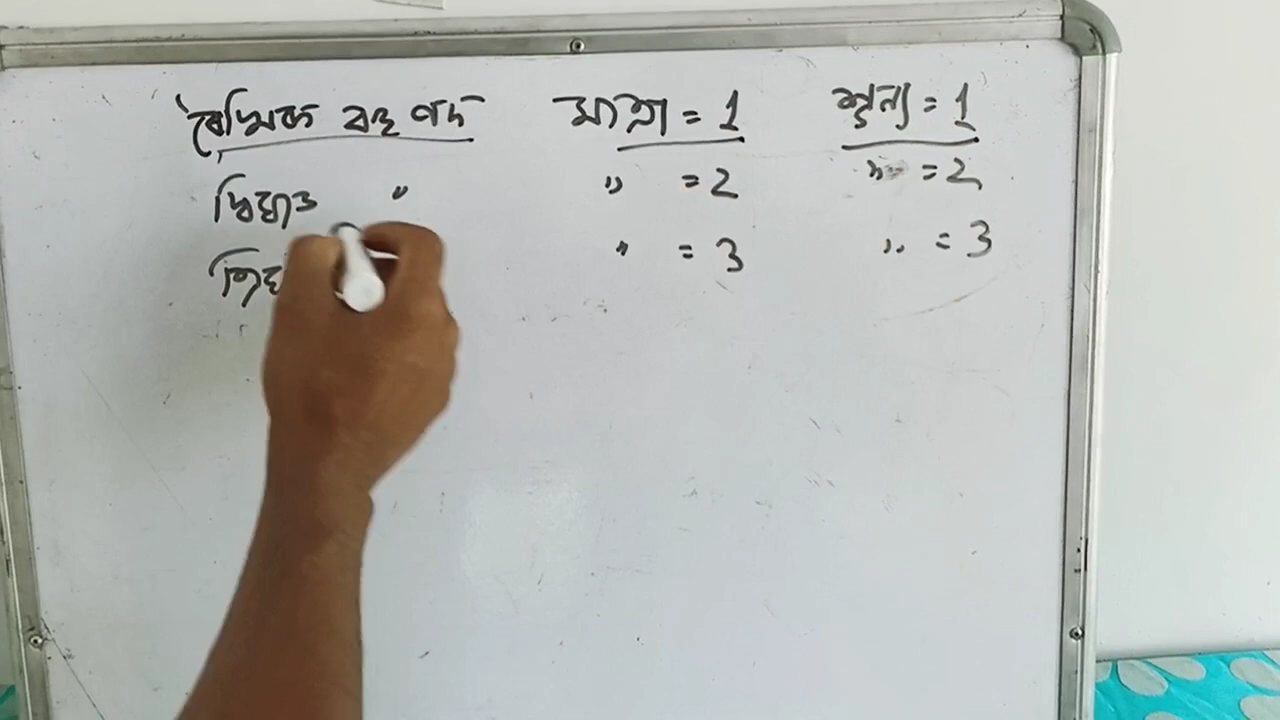 ৰৈখিক বহুপদ মাত্ৰা = 1 শূন্য = 1
দ্বিঘাত " " = 2 " = 2
ত্ৰিঘ " = 3 " = 3